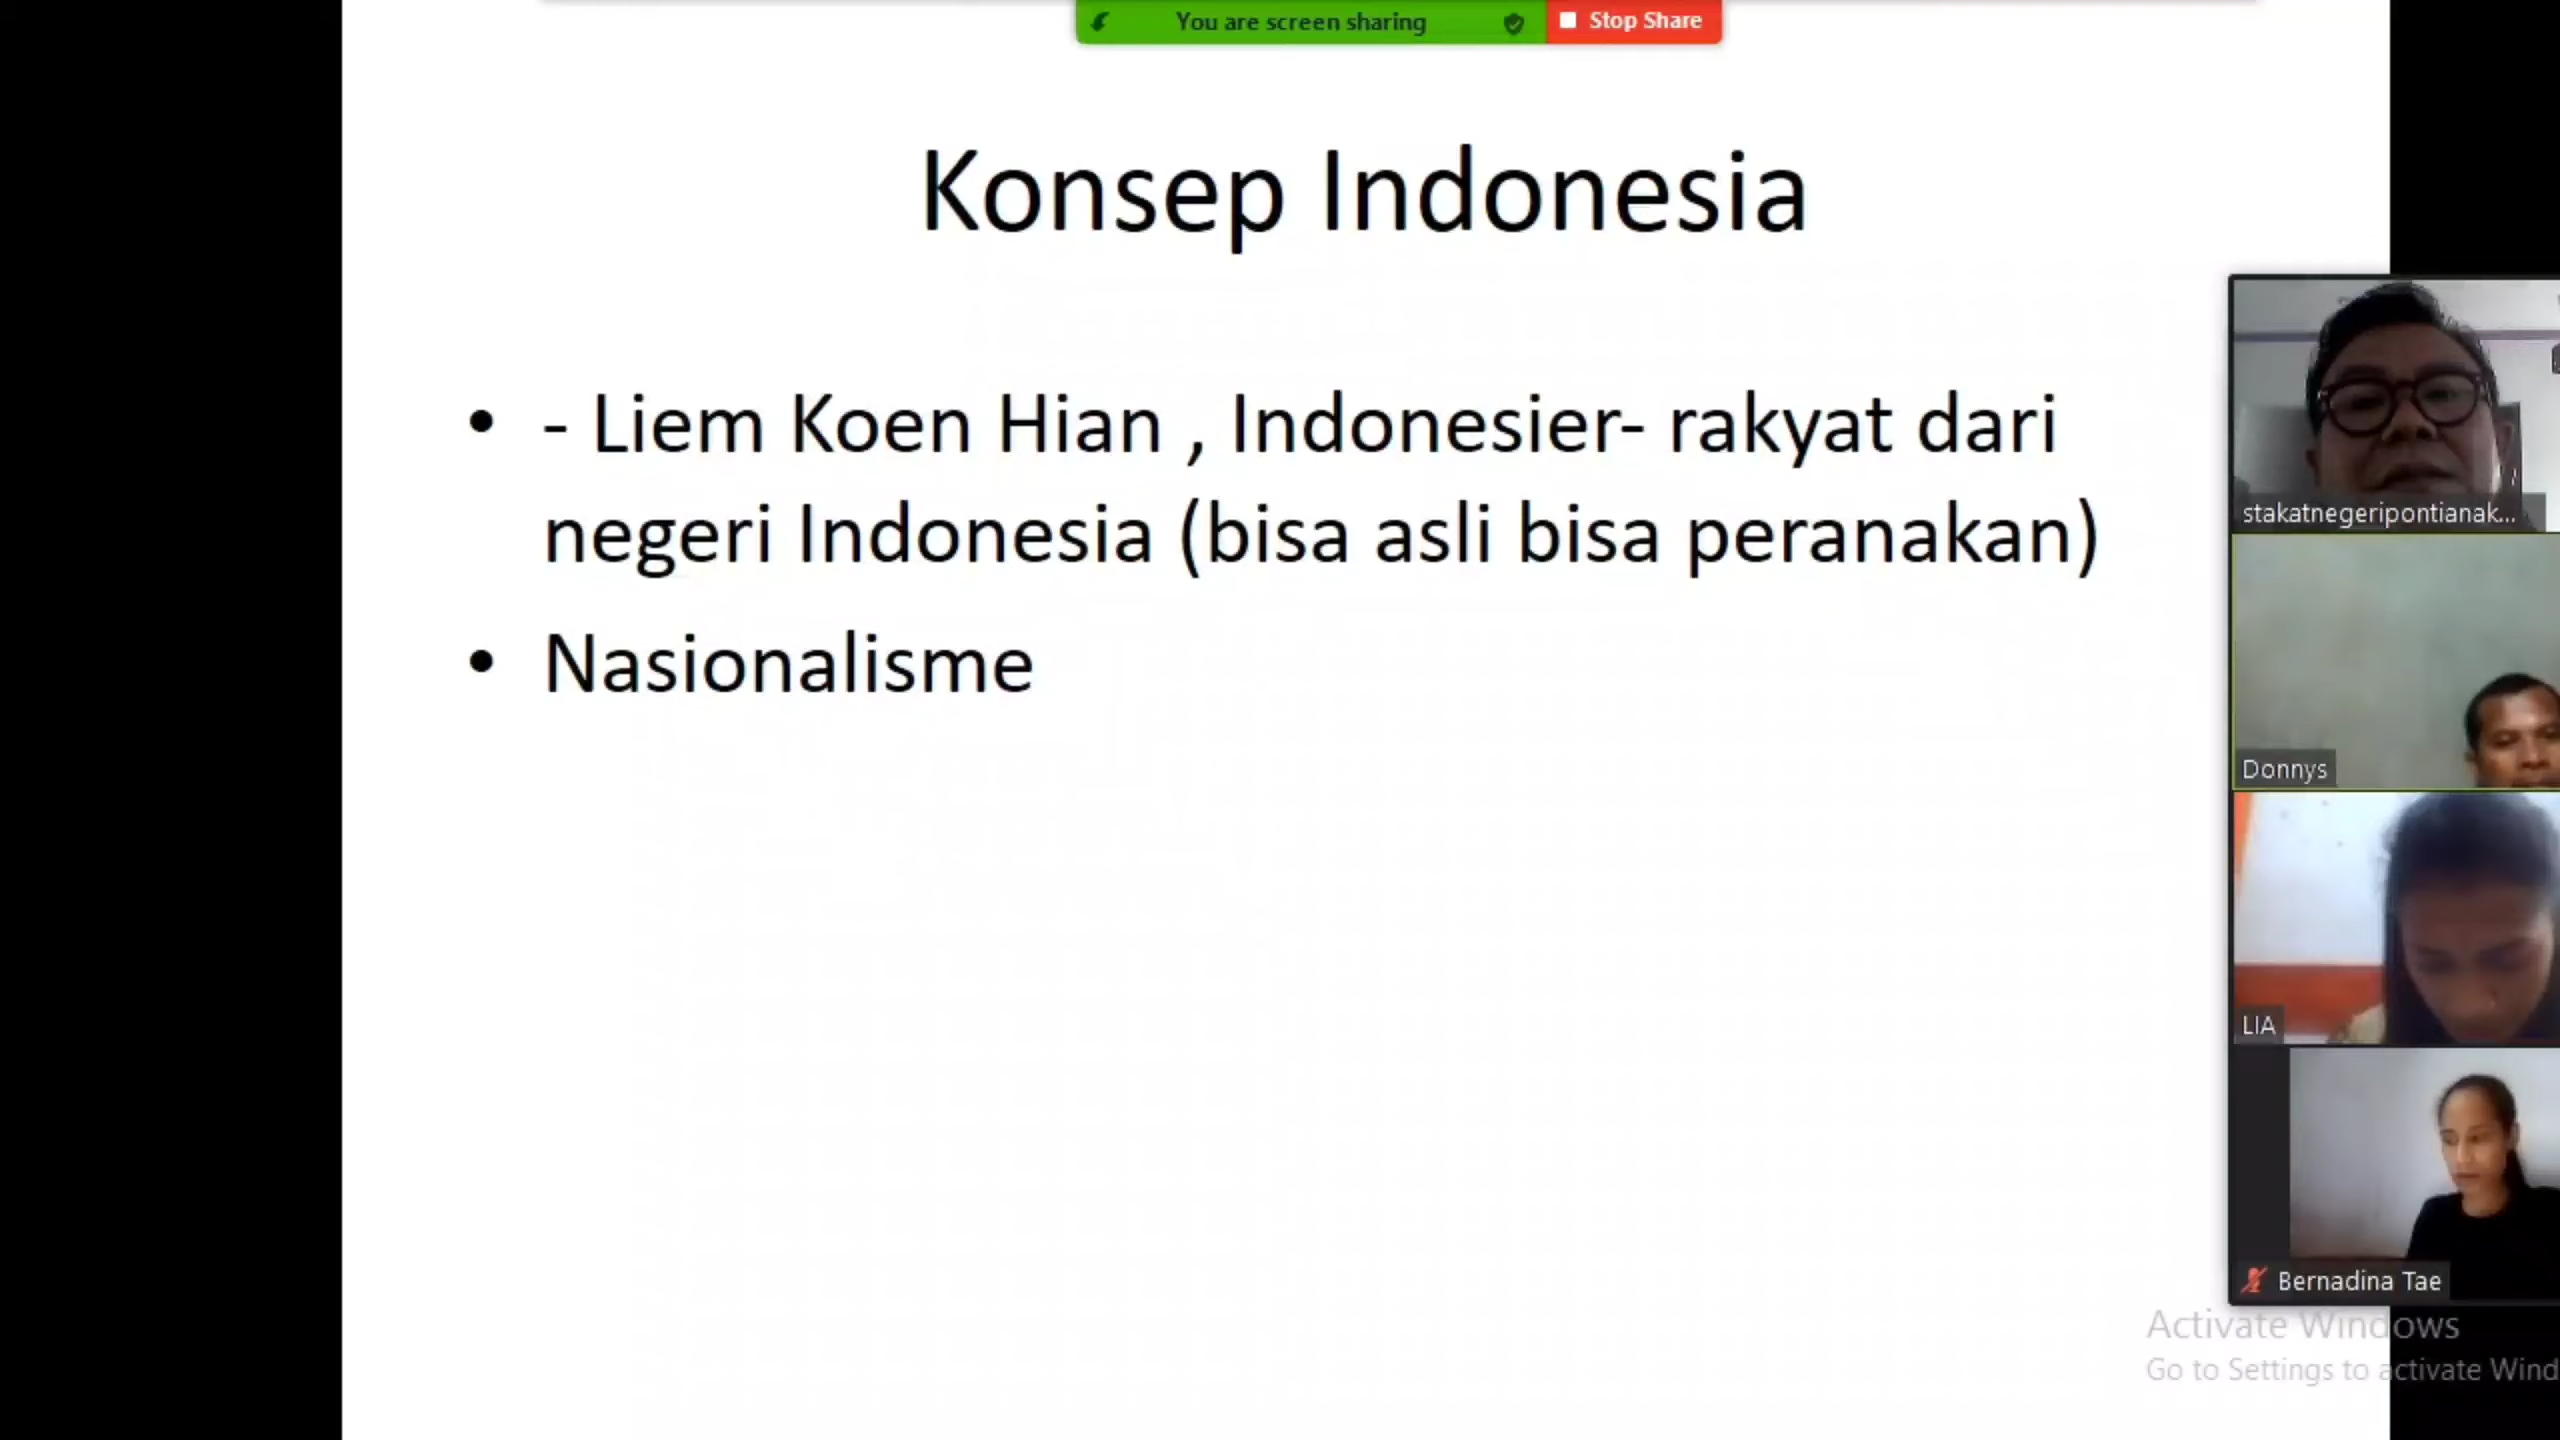 You are screen sharing
Stop Share
Konsep Indonesia
• - Liem Koen Hian , Indonesier- rakyat dari
negeri Indonesia (bisa asli bisa peranakan)
• Nasionalisme
stakatnegeripontianak...
Donnys
LIA
Bernadina Tae
Activate Windows
Go to Settings to activate Wind